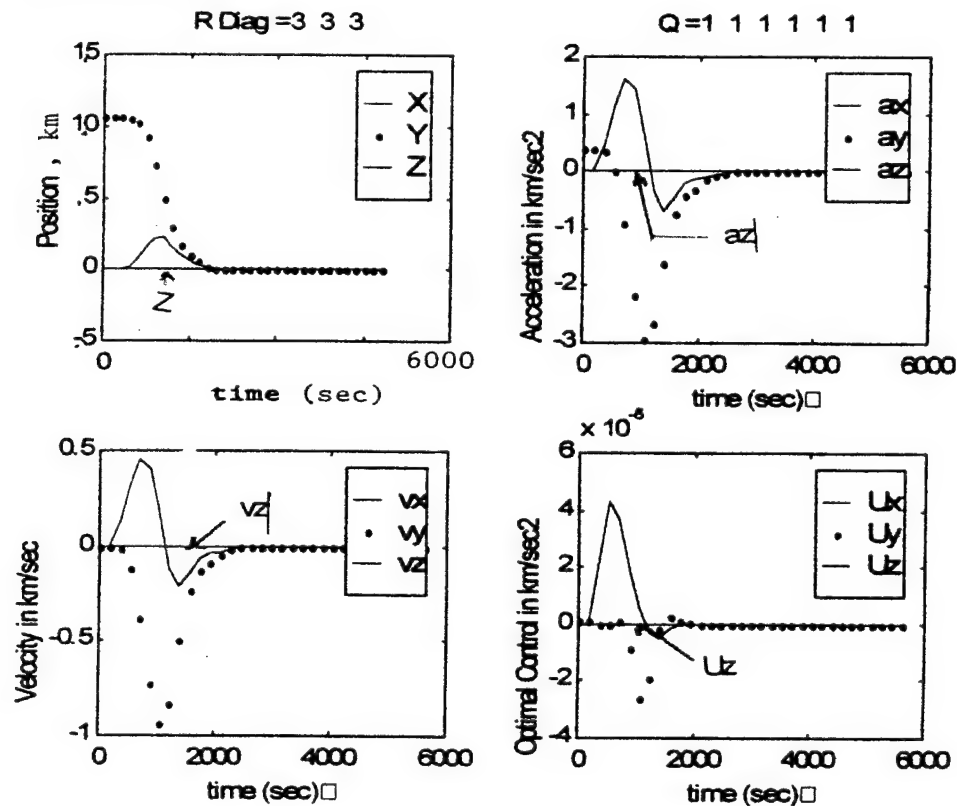 R Diag =3 3 3
Q =1 1 1 1 1 1
Position , km
15
10
.5
0
-.5
0
6000
time (sec)
X
Y
Z
Z
Acceleration in km/sec2
2
1
0
-1
-2
-3
0
2000
4000
6000
time (sec)□
ax
ay
az
az
Velocity in km/sec
0.5
0
-0.5
-1
0
2000
4000
6000
time (sec)□
vx
vy
vz
vz
x 10
Optimal Control in km/sec2
6
4
2
0
-2
-4
0
2000
4000
6000
time (sec)□
Ux
Uy
Uz
Uz